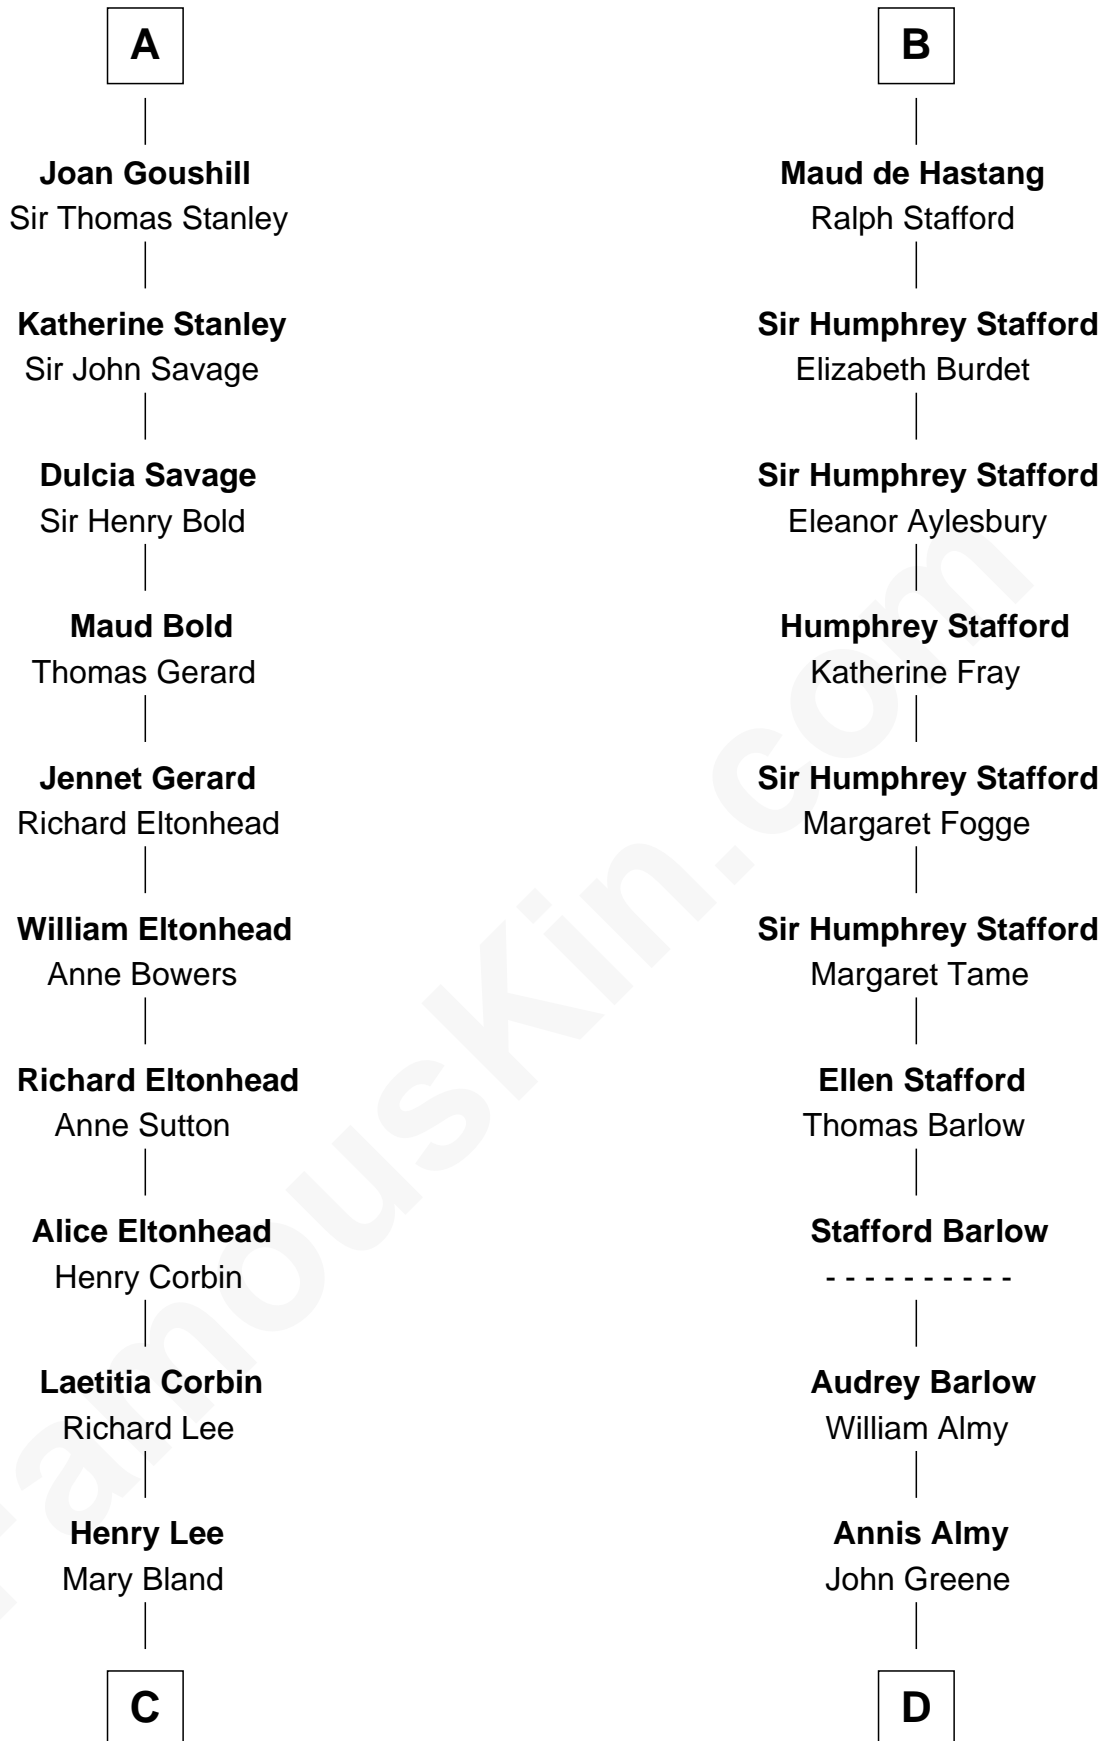 A
Joan Goushill
Sir Thomas Stanley
Katherine Stanley
Sir John Savage
Dulcia Savage
Sir Henry Bold
Maud Bold
Thomas Gerard
Jennet Gerard
Richard Eltonhead
William Eltonhead
Anne Bowers
Richard Eltonhead
Anne Sutton
Alice Eltonhead
Henry Corbin
Laetitia Corbin
Richard Lee
Henry Lee
Mary Bland
C
B
Maud de Hastang
Ralph Stafford
Sir Humphrey Stafford
Elizabeth Burdet
Sir Humphrey Stafford
Eleanor Aylesbury
Humphrey Stafford
Katherine Fray
Sir Humphrey Stafford
Margaret Fogge
Sir Humphrey Stafford
Margaret Tame
Ellen Stafford
Thomas Barlow
Stafford Barlow
- - - - - - - - - -
Audrey Barlow
William Almy
Annis Almy
John Greene
D
FamousKin.com